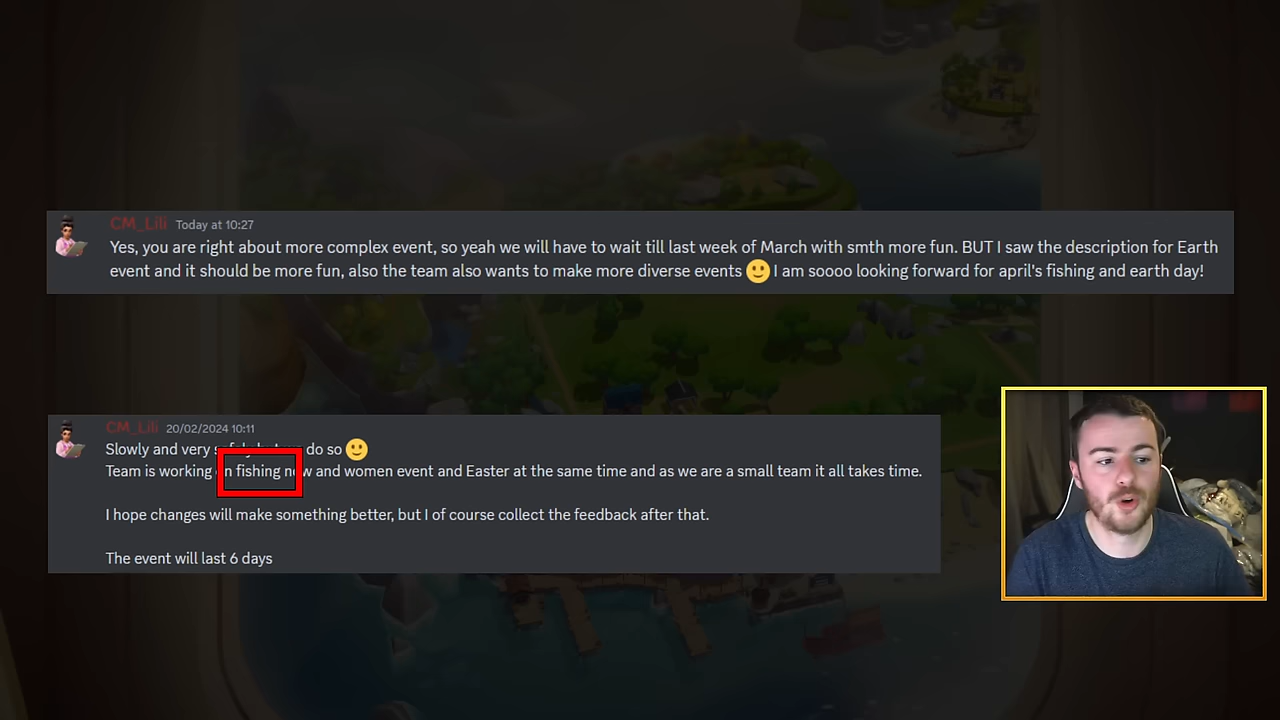 CM_Lili Today at 10:27
Yes, you are right about more complex event, so yeah we will have to wait till last week of March with smth more fun. BUT I saw the description for Earth
event and it should be more fun, also the team also wants to make more diverse events 🙂 I am soooo looking forward for april's fishing and earth day!
CM_Lili 20/02/2024 10:11
Slowly and very do so 🙂
Team is working on fishing now and women event and Easter at the same time and as we are a small team it all takes time.
I hope changes will make something better, but I of course collect the feedback after that.
The event will last 6 days